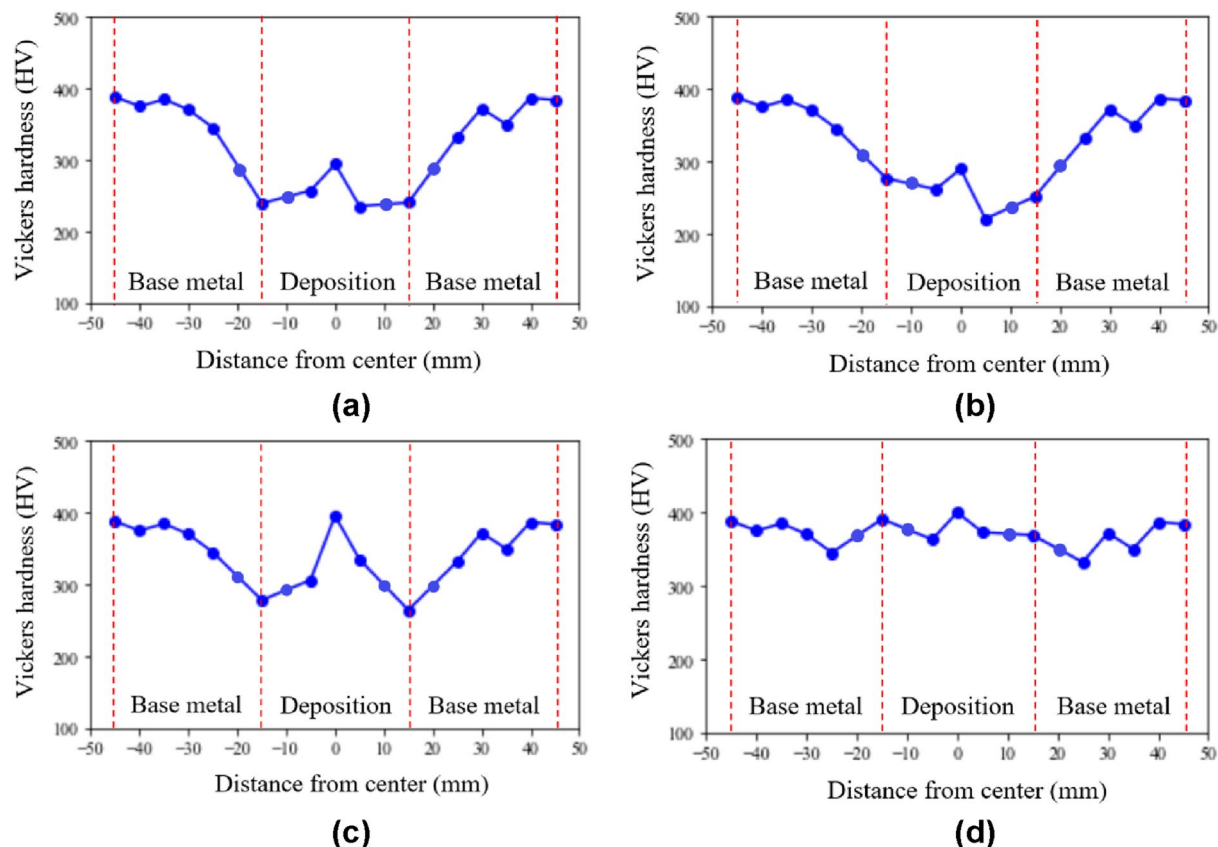 500
400
300
200
100
Vickers hardness (HV)
Base metal Deposition Base metal
−50 −40 −30 −20 −10 0 10 20 30 40 50
Distance from center (mm)
(a)
500
400
300
200
100
Vickers hardness (HV)
Base metal Deposition Base metal
−50 −40 −30 −20 −10 0 10 20 30 40 50
Distance from center (mm)
(b)
500
400
300
200
100
Vickers hardness (HV)
Base metal Deposition Base metal
−50 −40 −30 −20 −10 0 10 20 30 40 50
Distance from center (mm)
(c)
500
400
300
200
100
Vickers hardness (HV)
Base metal Deposition Base metal
−50 −40 −30 −20 −10 0 10 20 30 40 50
Distance from center (mm)
(d)